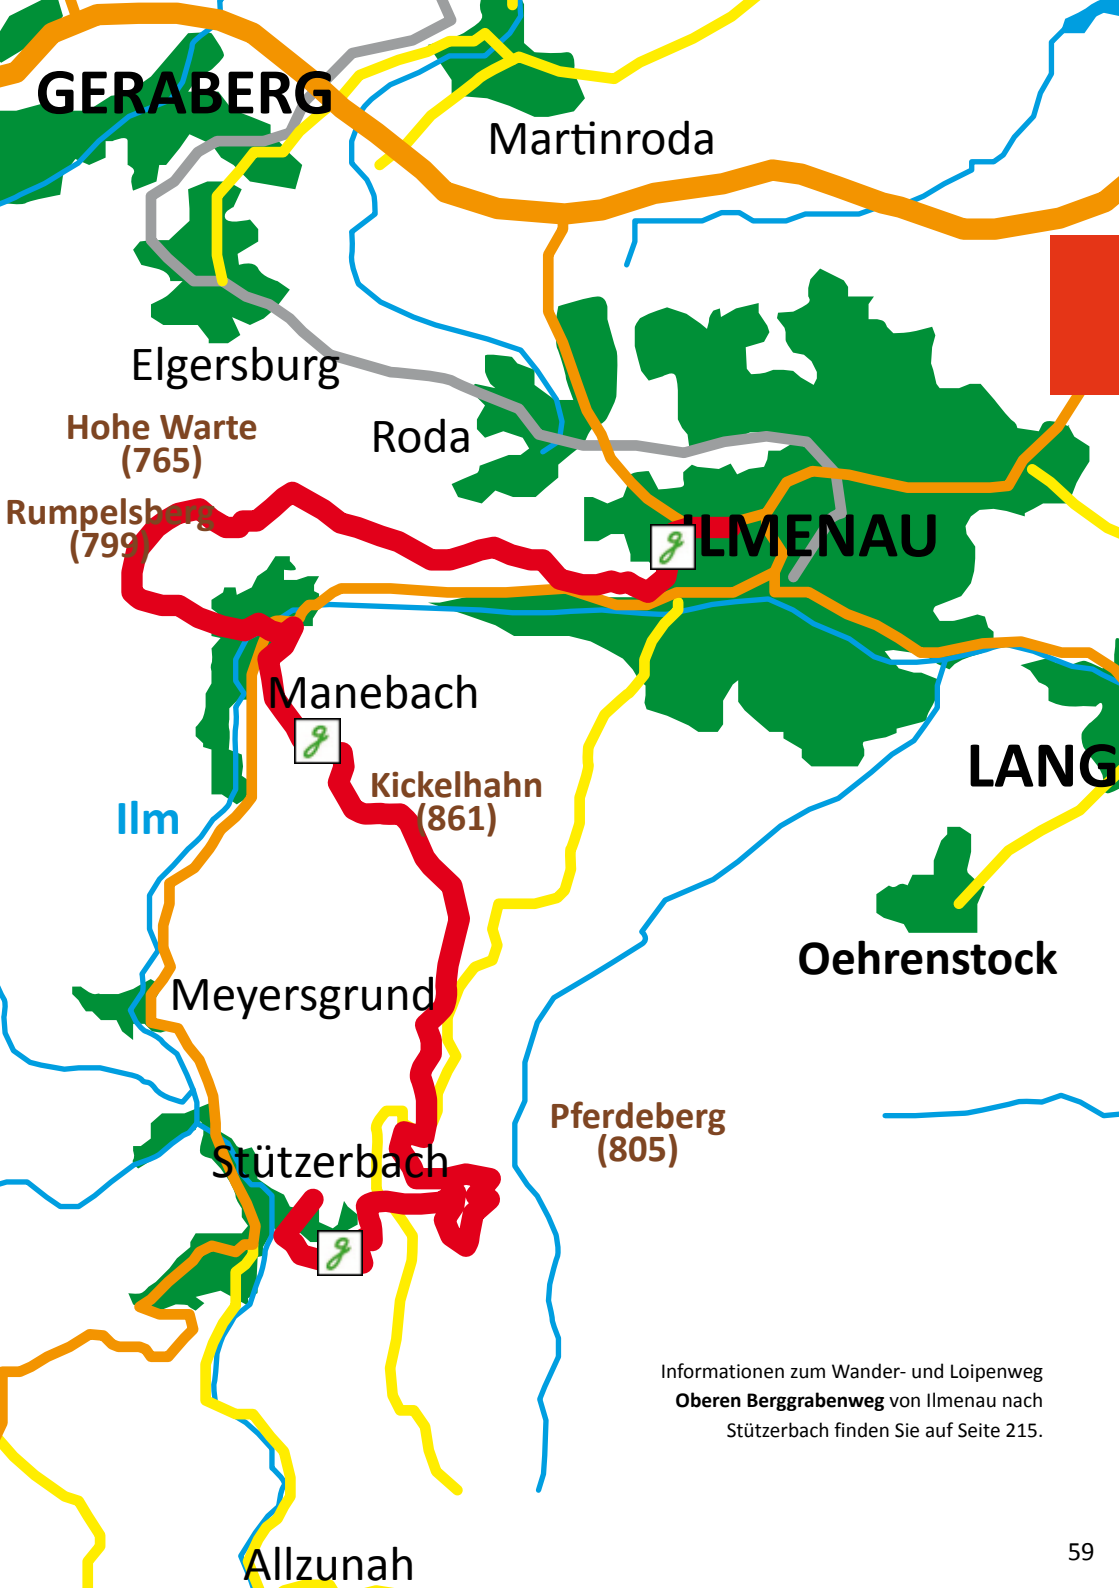 GERABERG
Martinroda
Elgersburg
Hohe Warte
(765)
Roda
Rumpelsberg
(799)
g ILMENAU
Manebach
g
LANG
Kickelhahn
(861)
Ilm
Oehrenstock
Meyersgrund
Pferdeberg
(805)
Stützerbach
g
Informationen zum Wander- und Loipenweg
Oberen Berggrabenweg von Ilmenau nach
Stützerbach finden Sie auf Seite 215.
59
Allzunah